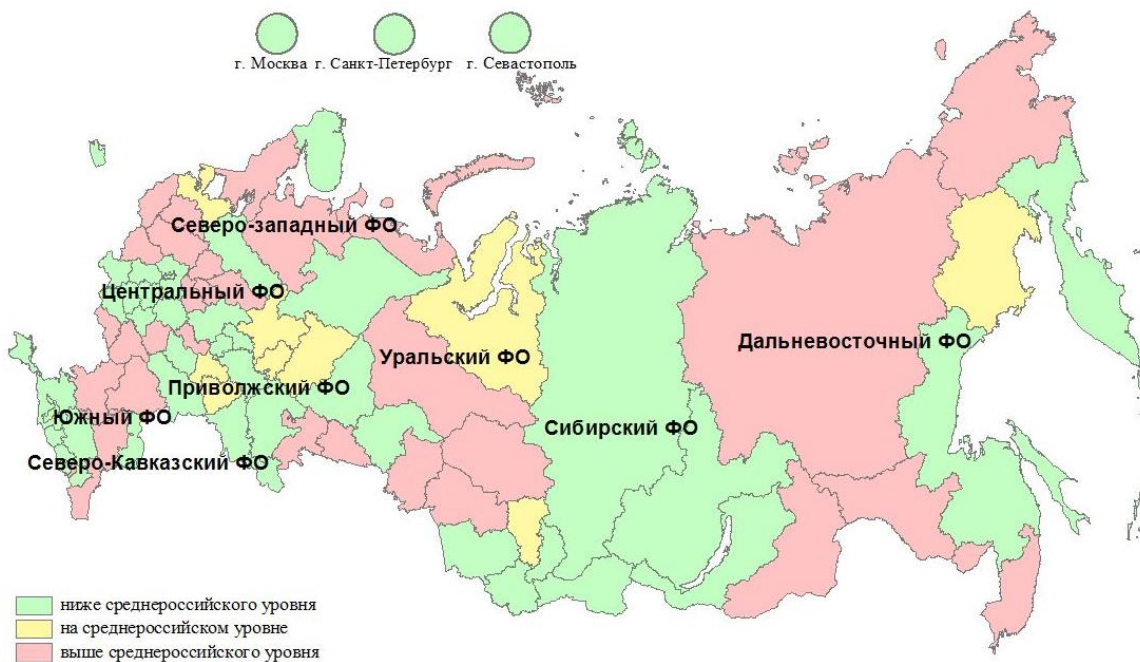 г. Москва г. Санкт-Петербург г. Севастополь
Северо-западный ФО
Центральный ФО
Уральский ФО
Дальневосточный ФО
Приволжский ФО
Южный ФО
Сибирский ФО
Северо-Кавказский ФО
ниже среднероссийского уровня
на среднероссийском уровне
выше среднероссийского уровня